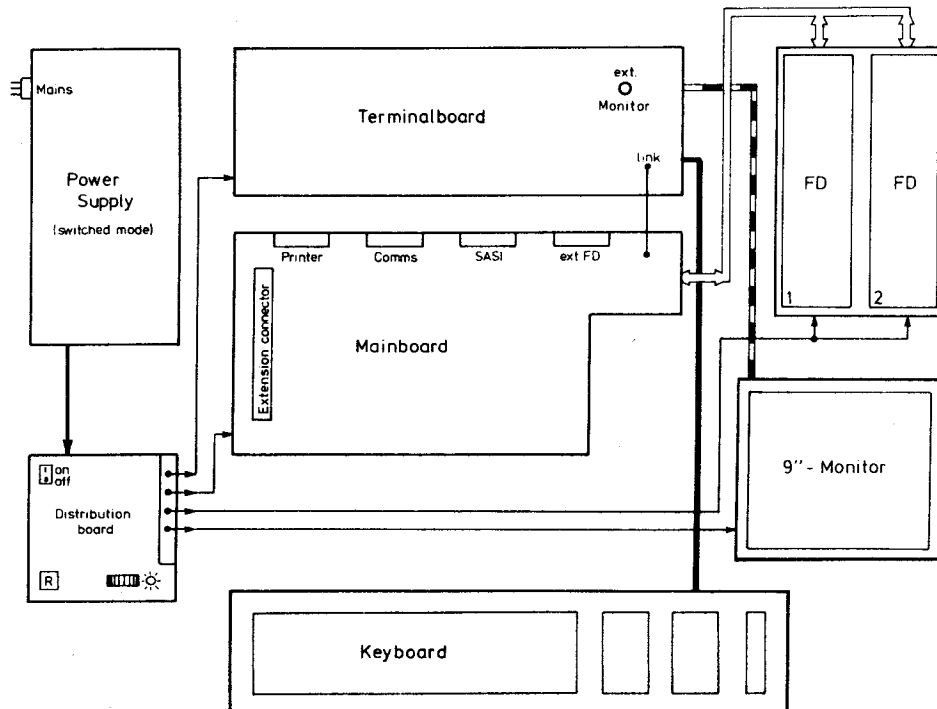 Mains
Power
Supply
(switched mode)
Terminalboard
ext.
Monitor
link
Printer
Comms
SASI
ext FD
Extension connector
Mainboard
FD
1
FD
2
9"- Monitor
on
off
Distribution
board
R
Keyboard